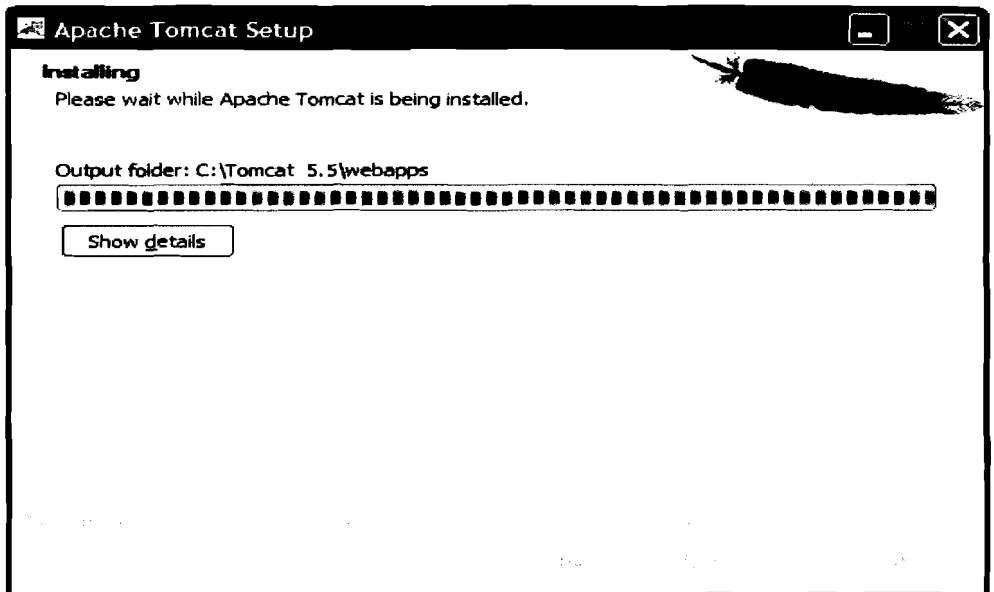 Apache Tomcat Setup
Installing
Please wait while Apache Tomcat is being installed.
Output folder: C:\Tomcat 5.5\webapps
Show details